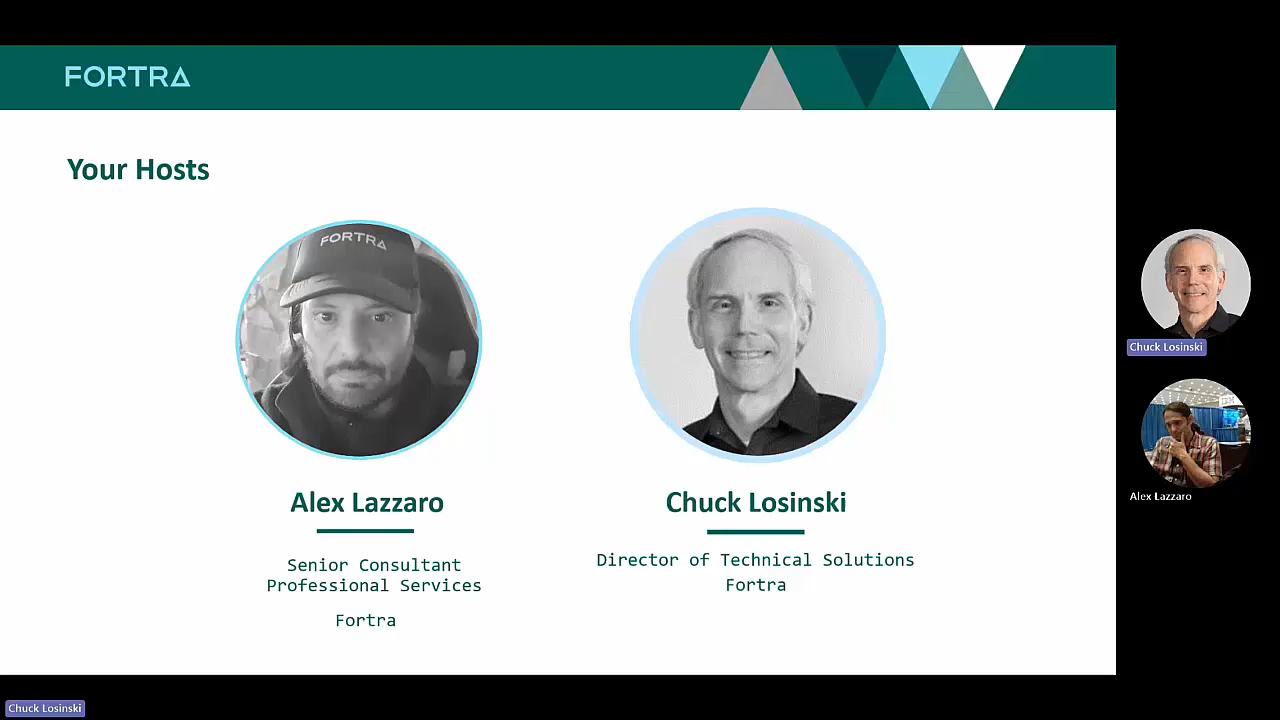 FORTRA
Your Hosts
FORTRA
Alex Lazzaro
Senior Consultant
Professional Services
Fortra
Chuck Losinski
Director of Technical Solutions
Fortra
Chuck Losinski
IBM
Alex Lazzaro
Chuck Losinski